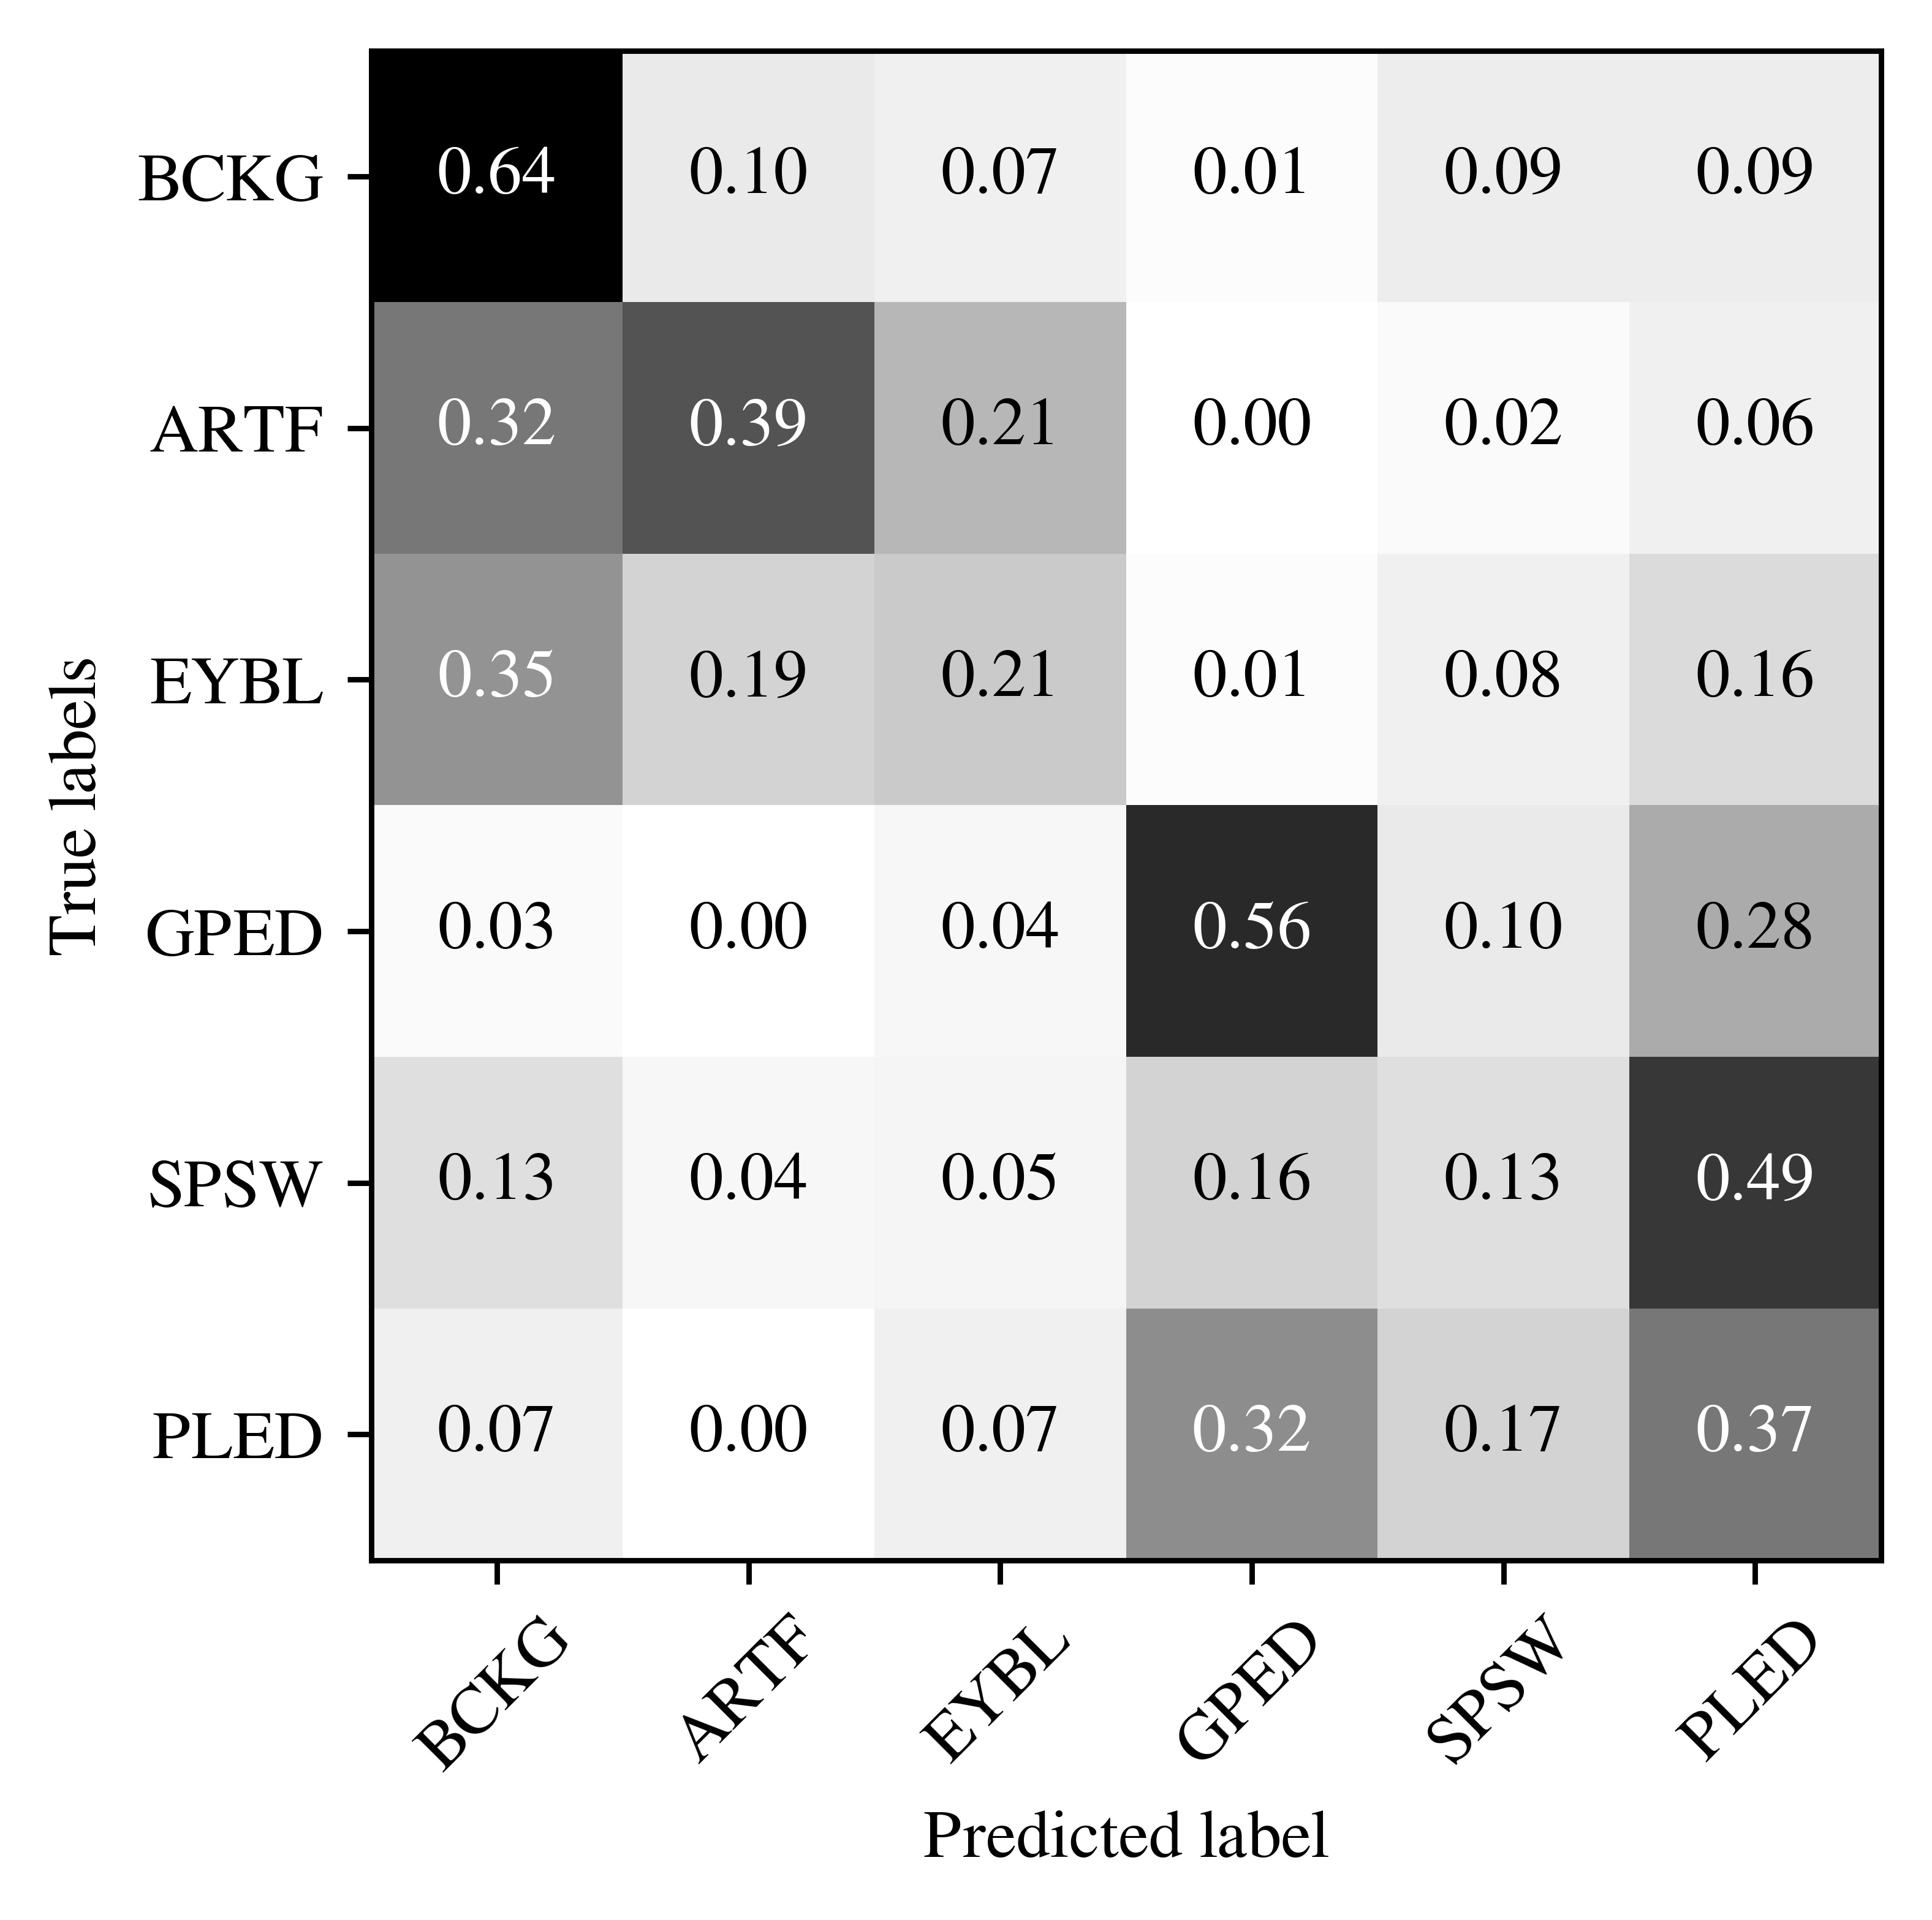 BCKG 0.64 0.10 0.07 0.01 0.09 0.09
ARTF 0.32 0.39 0.21 0.00 0.02 0.06
EYBL 0.35 0.19 0.21 0.01 0.08 0.16
GPED 0.03 0.00 0.04 0.56 0.10 0.28
SPSW 0.13 0.04 0.05 0.16 0.13 0.49
PLED 0.07 0.00 0.07 0.32 0.17 0.37
True labels
BCKG ARTF EYBL GPED SPSW PLED
Predicted label